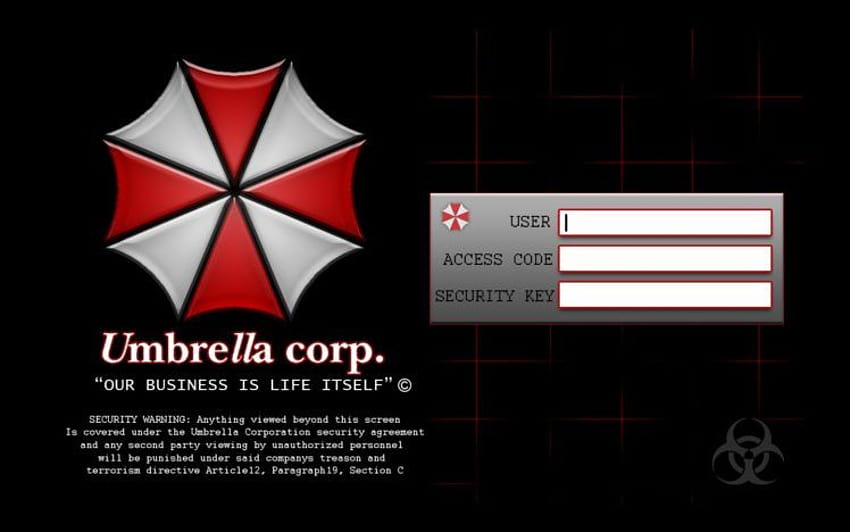 Umbrella corp.
“OUR BUSINESS IS LIFE ITSELF”©
SECURITY WARNING: Anything viewed beyond this screen
Is covered under the Umbrella Corporation security agreement
and any second party viewing by unauthorized personnel
will be punished under said companys treason and
terrorism directive Article12, Paragraph19, Section C
USER
ACCESS CODE
SECURITY KEY